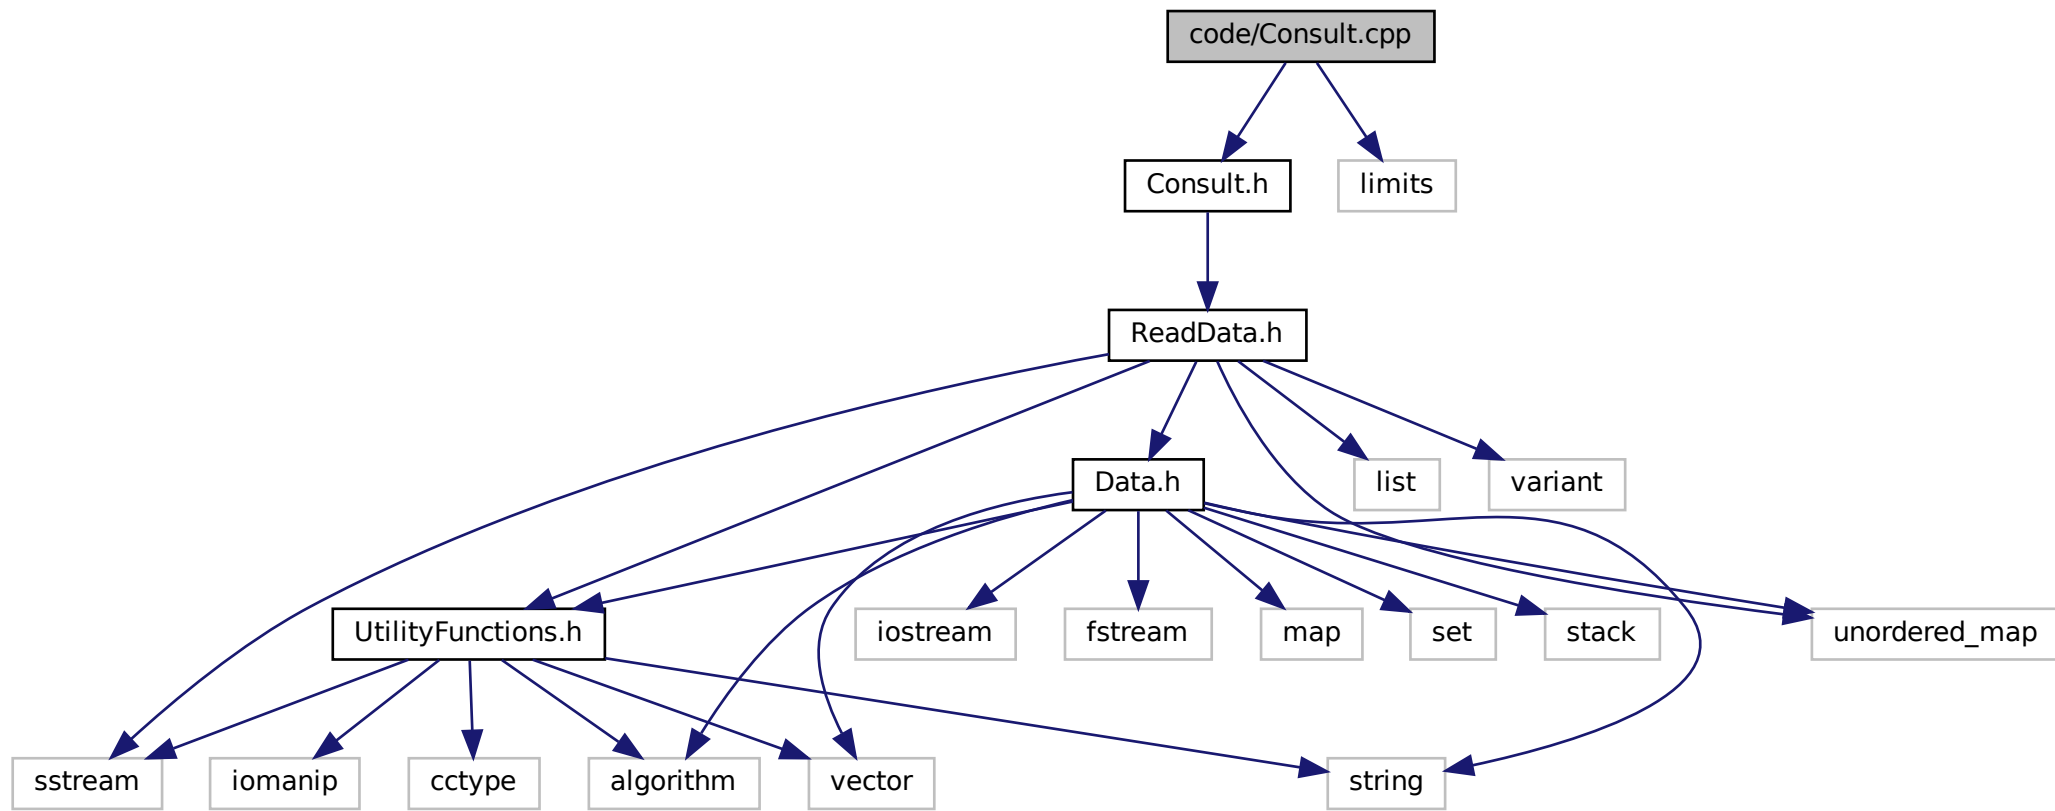 code/Consult.cpp
Consult.h
limits
ReadData.h
Data.h
list
variant
UtilityFunctions.h
iostream
fstream
map
set
stack
unordered_map
sstream
iomanip
cctype
algorithm
vector
string